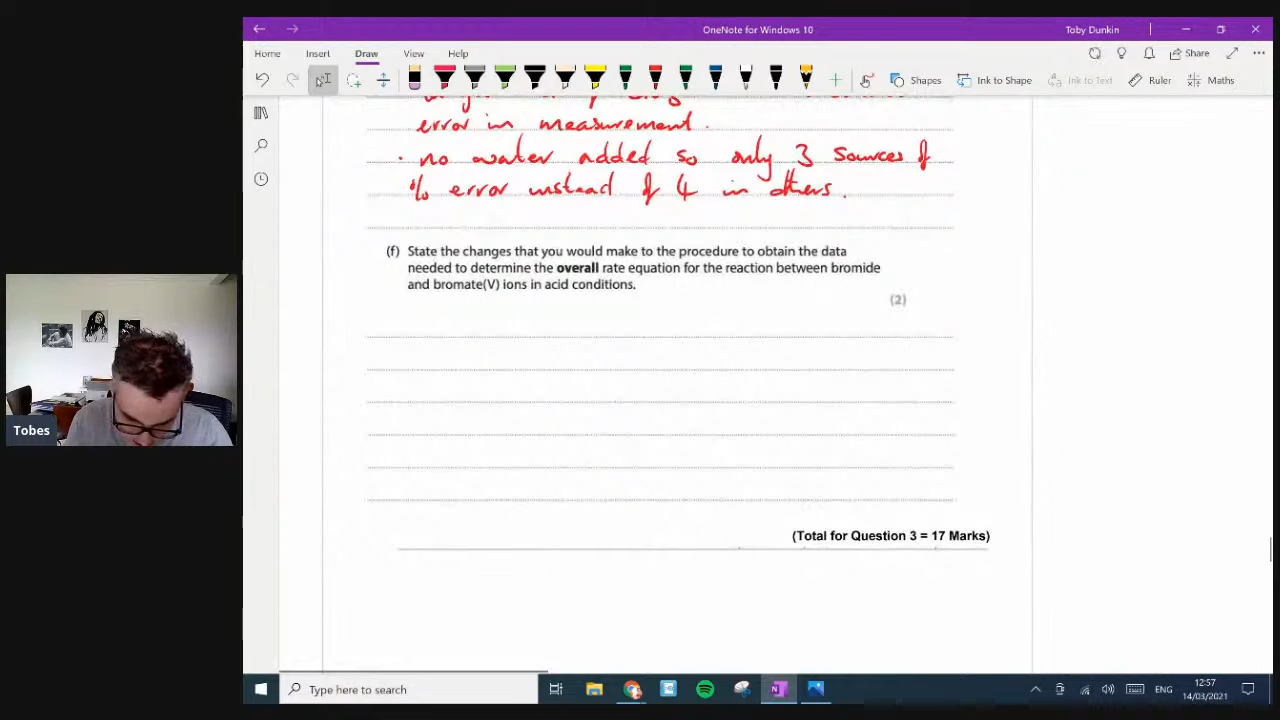 OneNote for Windows 10
Toby Dunkin
Home Insert Draw View Help
Share
Shapes Ink to Shape Ink to Text Ruler Maths
error in measurement.
· no water added so only 3 sources of
% error instead of 4 in others.
(f) State the changes that you would make to the procedure to obtain the data
needed to determine the overall rate equation for the reaction between bromide
and bromate(V) ions in acid conditions.
(2)
Tobes
(Total for Question 3 = 17 Marks)
Type here to search
ENG
12:57
14/03/2021